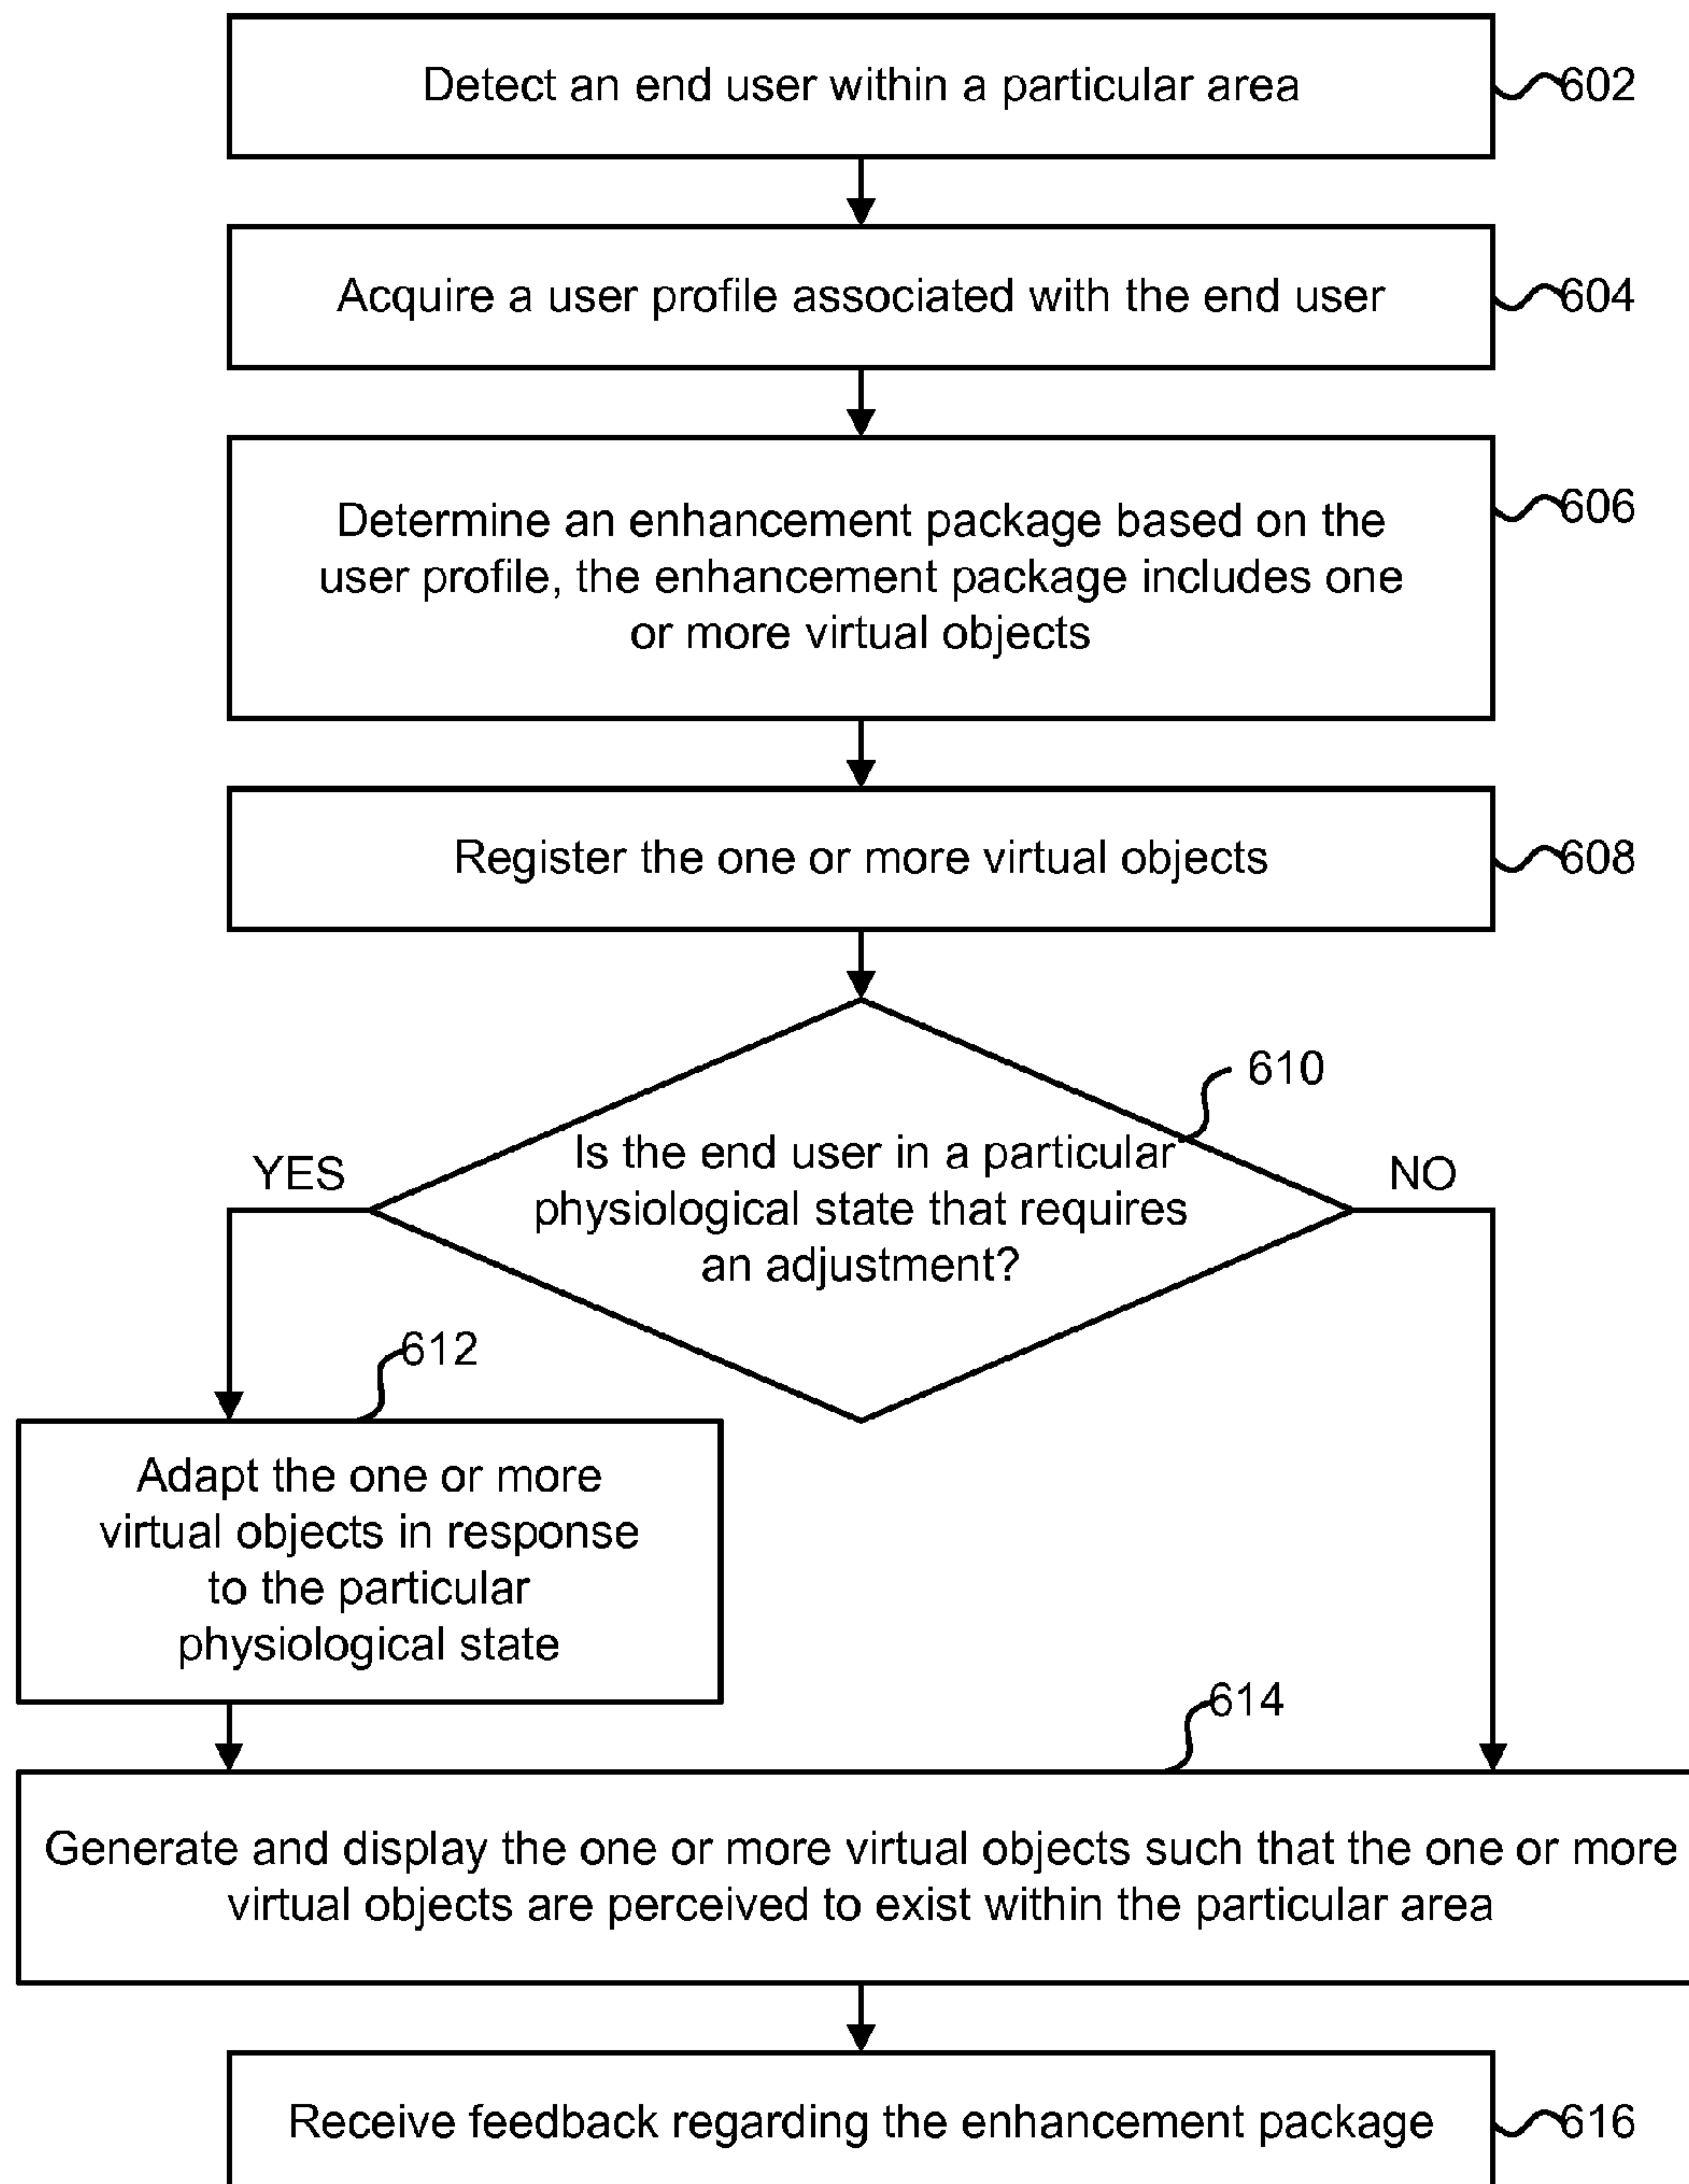 Detect an end user within a particular area
602
Acquire a user profile associated with the end user
604
Determine an enhancement package based on the
user profile, the enhancement package includes one
or more virtual objects
606
Register the one or more virtual objects
608
610
Is the end user in a particular
physiological state that requires
an adjustment?
YES
NO
612
Adapt the one or more
virtual objects in response
to the particular
physiological state
614
Generate and display the one or more virtual objects such that the one or more
virtual objects are perceived to exist within the particular area
Receive feedback regarding the enhancement package
616